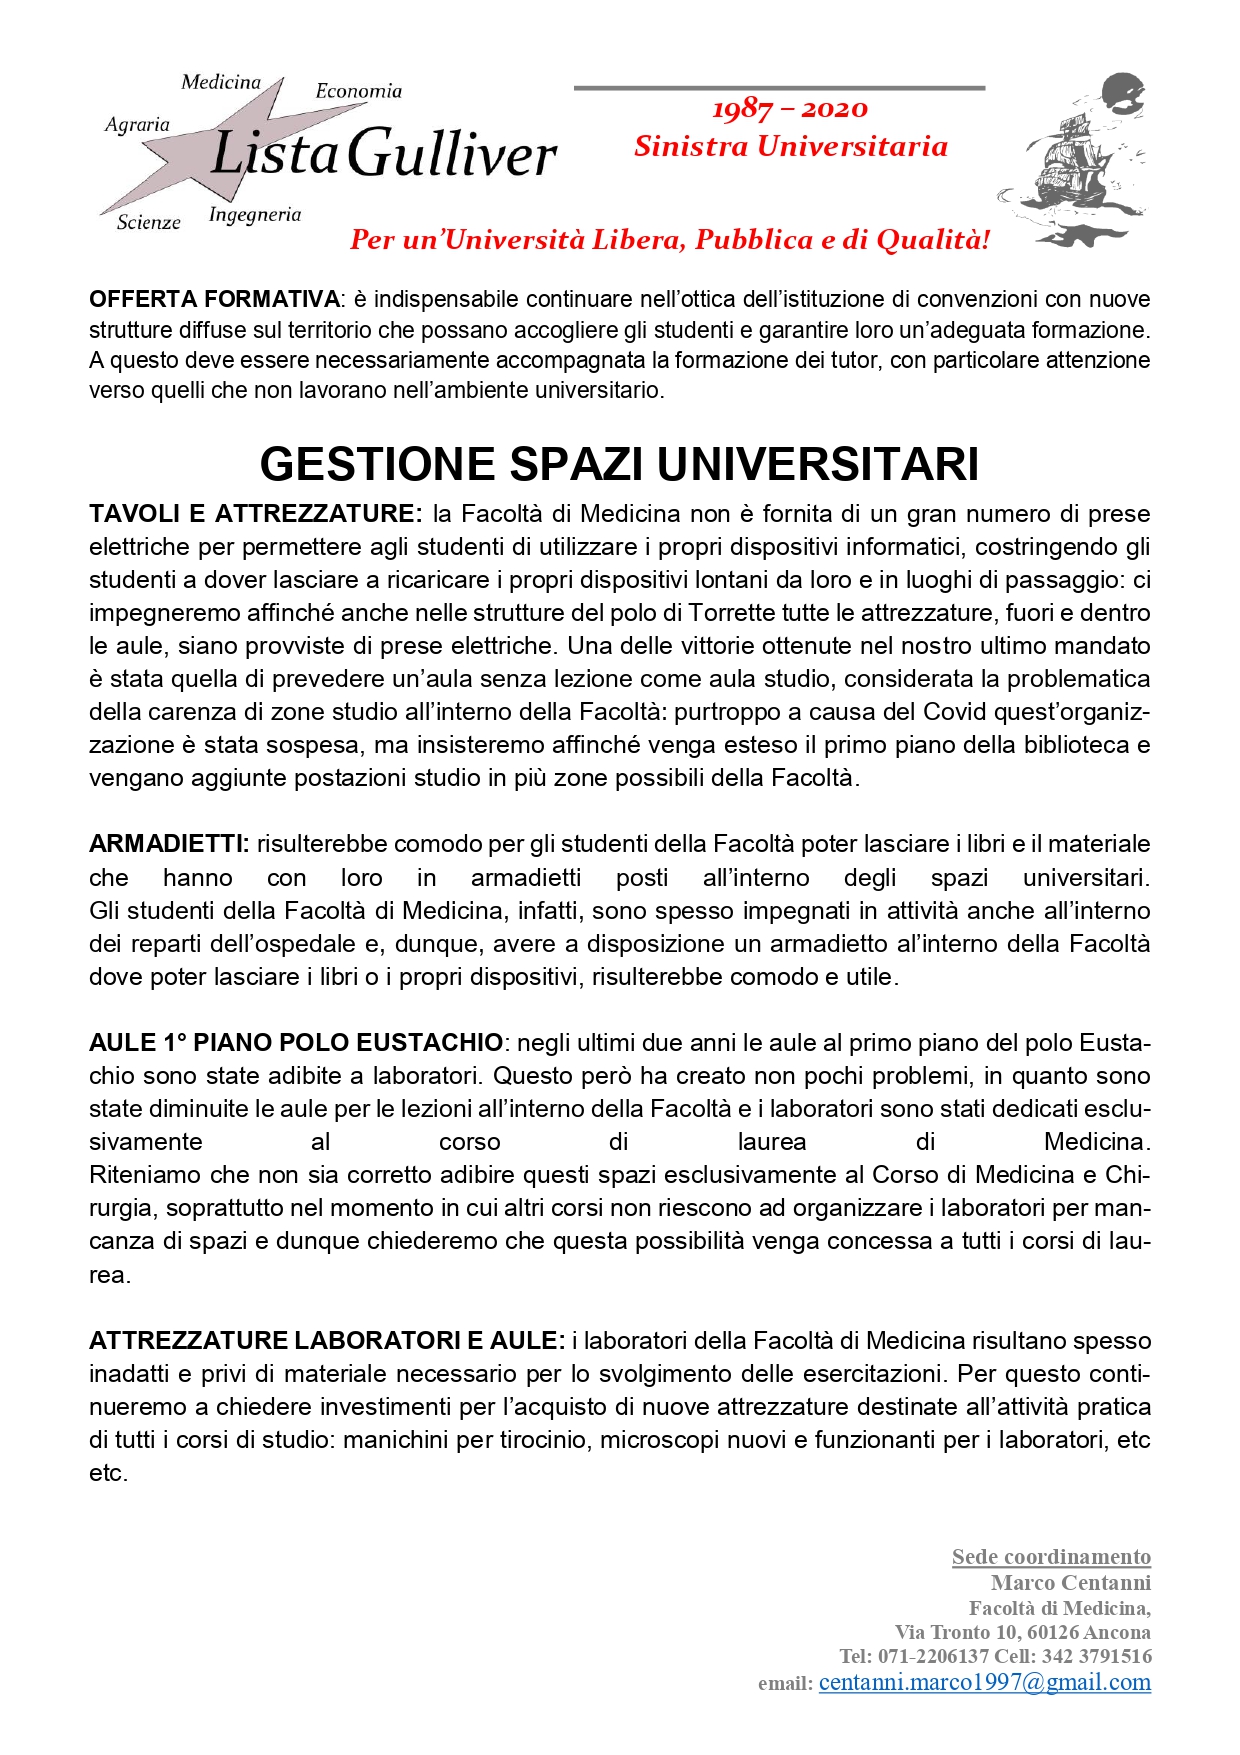 Medicina
Economia
Agraria
Lista Gulliver
Scienze
Ingegneria
1987 – 2020
Sinistra Universitaria
Per un’Università Libera, Pubblica e di Qualità!
OFFERTA FORMATIVA: è indispensabile continuare nell’ottica dell’istituzione di convenzioni con nuove
strutture diffuse sul territorio che possano accogliere gli studenti e garantire loro un’adeguata formazione.
A questo deve essere necessariamente accompagnata la formazione dei tutor, con particolare attenzione
verso quelli che non lavorano nell’ambiente universitario.
GESTIONE SPAZI UNIVERSITARI
TAVOLI E ATTREZZATURE: la Facoltà di Medicina non è fornita di un gran numero di prese
elettriche per permettere agli studenti di utilizzare i propri dispositivi informatici, costringendo gli
studenti a dover lasciare a ricaricare i propri dispositivi lontani da loro e in luoghi di passaggio: ci
impegneremo affinché anche nelle strutture del polo di Torrette tutte le attrezzature, fuori e dentro
le aule, siano provviste di prese elettriche. Una delle vittorie ottenute nel nostro ultimo mandato
è stata quella di prevedere un’aula senza lezione come aula studio, considerata la problematica
della carenza di zone studio all’interno della Facoltà: purtroppo a causa del Covid quest’organiz-
zazione è stata sospesa, ma insisteremo affinché venga esteso il primo piano della biblioteca e
vengano aggiunte postazioni studio in più zone possibili della Facoltà.
ARMADIETTI: risulterebbe comodo per gli studenti della Facoltà poter lasciare i libri e il materiale
che hanno con loro in armadietti posti all’interno degli spazi universitari.
Gli studenti della Facoltà di Medicina, infatti, sono spesso impegnati in attività anche all’interno
dei reparti dell’ospedale e, dunque, avere a disposizione un armadietto al’interno della Facoltà
dove poter lasciare i libri o i propri dispositivi, risulterebbe comodo e utile.
AULE 1° PIANO POLO EUSTACHIO: negli ultimi due anni le aule al primo piano del polo Eusta-
chio sono state adibite a laboratori. Questo però ha creato non pochi problemi, in quanto sono
state diminuite le aule per le lezioni all’interno della Facoltà e i laboratori sono stati dedicati esclu-
sivamente al corso di laurea di Medicina.
Riteniamo che non sia corretto adibire questi spazi esclusivamente al Corso di Medicina e Chi-
rurgia, soprattutto nel momento in cui altri corsi non riescono ad organizzare i laboratori per man-
canza di spazi e dunque chiederemo che questa possibilità venga concessa a tutti i corsi di lau-
rea.
ATTREZZATURE LABORATORI E AULE: i laboratori della Facoltà di Medicina risultano spesso
inadatti e privi di materiale necessario per lo svolgimento delle esercitazioni. Per questo conti-
nueremo a chiedere investimenti per l’acquisto di nuove attrezzature destinate all’attività pratica
di tutti i corsi di studio: manichini per tirocinio, microscopi nuovi e funzionanti per i laboratori, etc
etc.
Sede coordinamento
Marco Centanni
Facoltà di Medicina,
Via Tronto 10, 60126 Ancona
Tel: 071-2206137 Cell: 342 3791516
email: centanni.marco1997@gmail.com